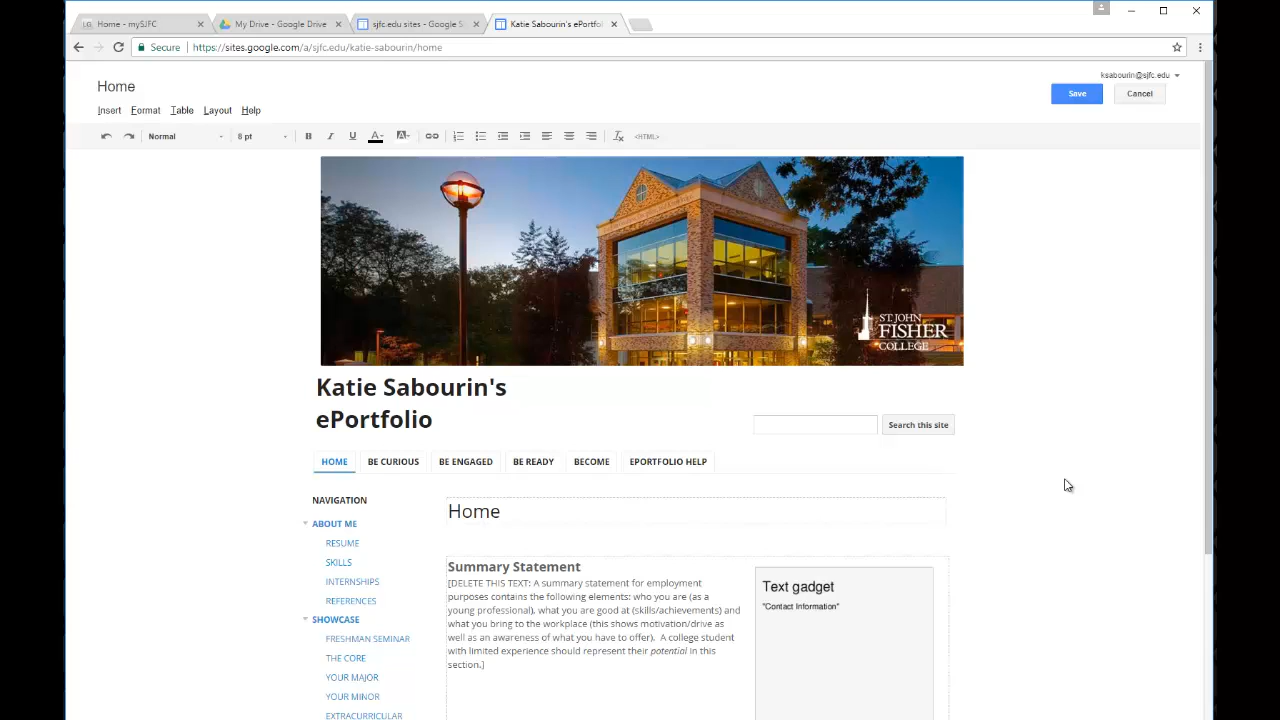 Home - mySJFC
My Drive - Google Drive
sjfc.edu sites - Google S
Katie Sabourin's ePortfol
Secure
https://sites.google.com/a/sjfc.edu/katie-sabourin/home
ksabourin@sjfc.edu
Home
Save
Cancel
Insert Format Table Layout Help
Normal 8 pt B I U A A <HTML>
ST. JOHN
FISHER
COLLEGE
Katie Sabourin's
ePortfolio
Search this site
HOME BE CURIOUS BE ENGAGED BE READY BECOME EPORTFOLIO HELP
NAVIGATION
ABOUT ME
RESUME
SKILLS
INTERNSHIPS
REFERENCES
SHOWCASE
FRESHMAN SEMINAR
THE CORE
YOUR MAJOR
YOUR MINOR
EXTRACURRICULAR
Home
Summary Statement
[DELETE THIS TEXT: A summary statement for employment
purposes contains the following elements: who you are (as a
young professional), what you are good at (skills/achievements) and
what you bring to the workplace (this shows motivation/drive as
well as an awareness of what you have to offer).  A college student
with limited experience should represent their potential in this
section.]
Text gadget
"Contact Information"